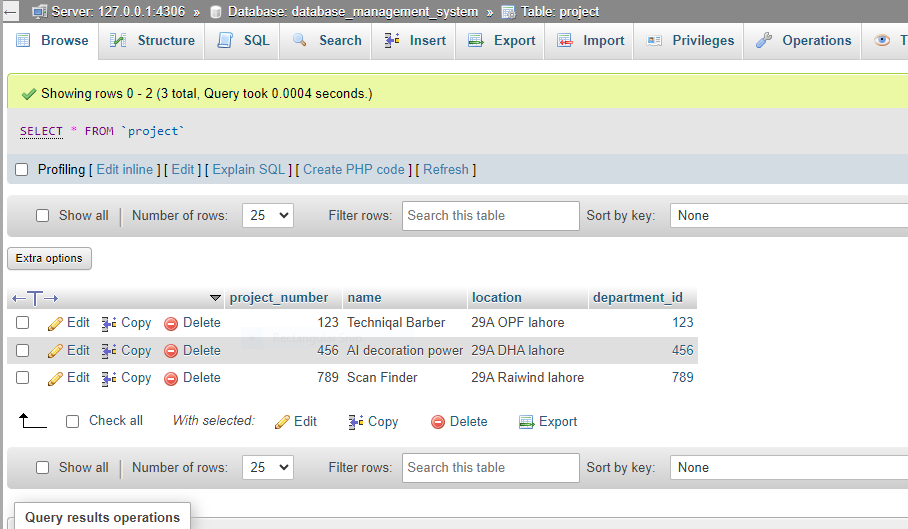 Server: 127.0.0.1:4306 » Database: database_management_system » Table: project
Browse Structure SQL Search Insert Export Import Privileges Operations T
Showing rows 0 - 2 (3 total, Query took 0.0004 seconds.)
SELECT * FROM `project`
Profiling [ Edit inline ] [ Edit ] [ Explain SQL ] [ Create PHP code ] [ Refresh ]
Show all Number of rows: 25 Filter rows: Search this table Sort by key: None
Extra options
project_number name location department_id
Edit Copy Delete 123 Techniqal Barber 29A OPF lahore 123
Edit Copy Delete 456 AI decoration power 29A DHA lahore 456
Edit Copy Delete 789 Scan Finder 29A Raiwind lahore 789
Check all With selected: Edit Copy Delete Export
Show all Number of rows: 25 Filter rows: Search this table Sort by key: None
Query results operations